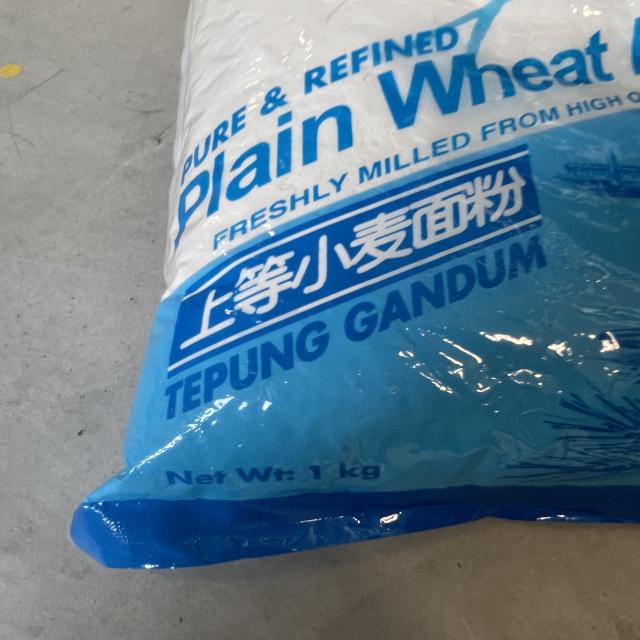 PURE & REFINED
Plain Wheat
FRESHLY MILLED FROM HIGH
上等小麦面粉
TEPUNG GANDUM
Net Wt: 1 kg